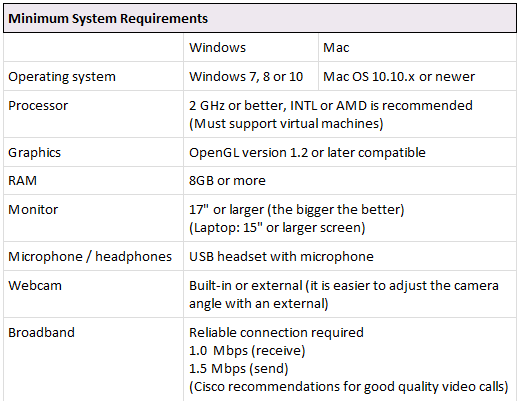 Minimum System Requirements
Windows Mac
Operating system Windows 7, 8 or 10 Mac OS 10.10.x or newer
Processor 2 GHz or better, INTL or AMD is recommended
(Must support virtual machines)
Graphics OpenGL version 1.2 or later compatible
RAM 8GB or more
Monitor 17" or larger (the bigger the better)
(Laptop: 15" or larger screen)
Microphone / headphones USB headset with microphone
Webcam Built-in or external (it is easier to adjust the camera
angle with an external)
Broadband Reliable connection required
1.0 Mbps (receive)
1.5 Mbps (send)
(Cisco recommendations for good quality video calls)